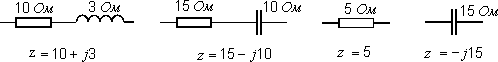 10 Ом 3 Ом 15 Ом 10 Ом 5 Ом 15 Ом
z = 10 + j3 z = 15 − j10 z = 5 z = −j15